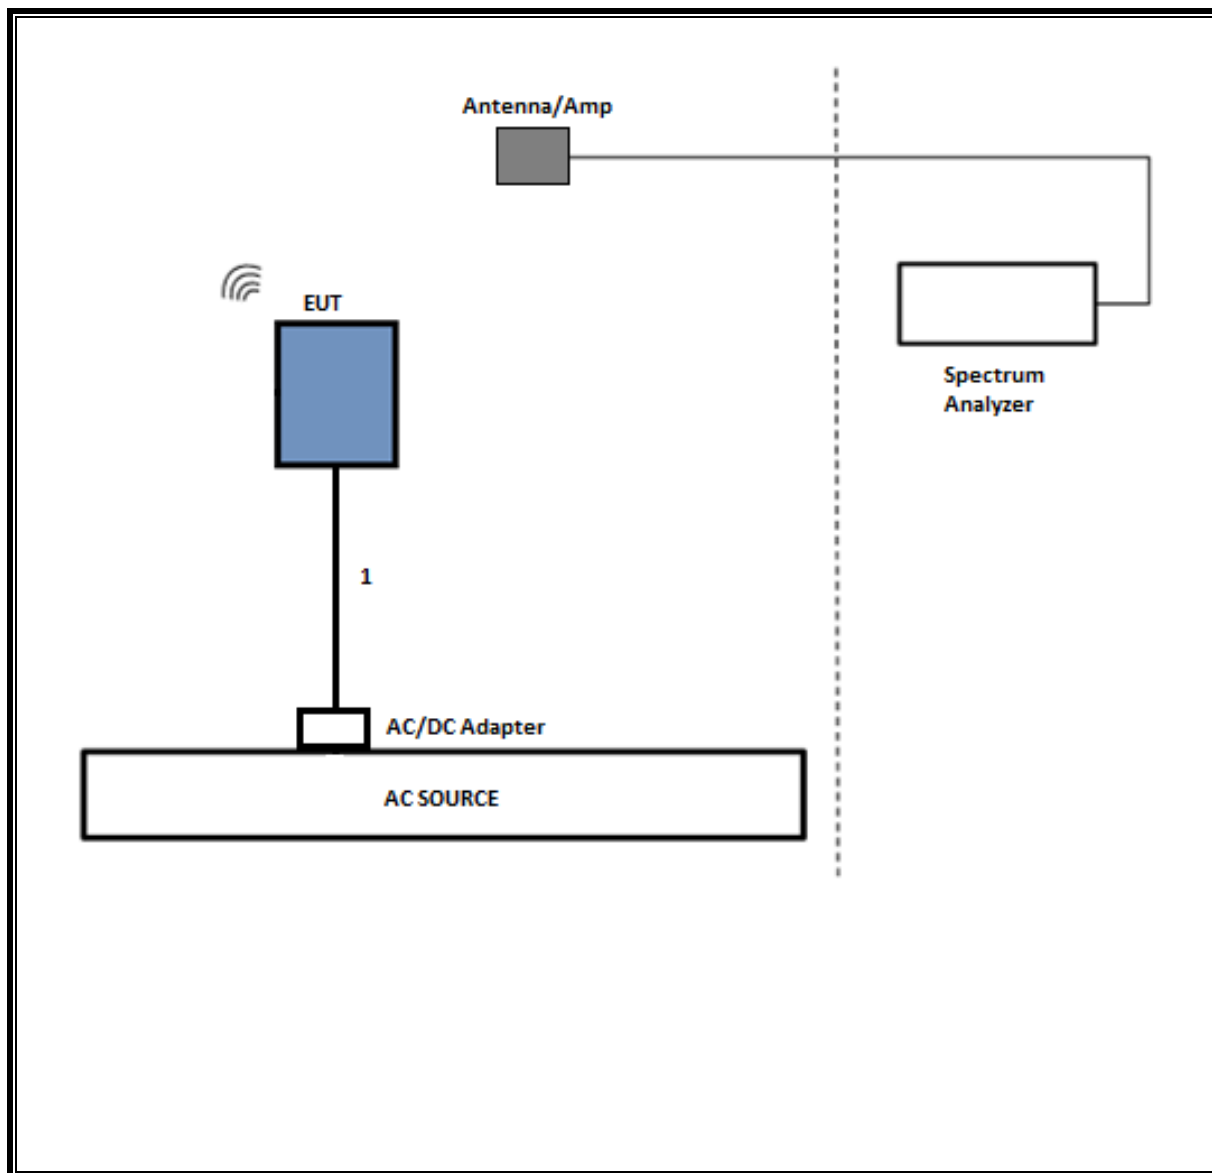 Antenna/Amp
EUT
Spectrum
Analyzer
1
AC/DC Adapter
AC SOURCE